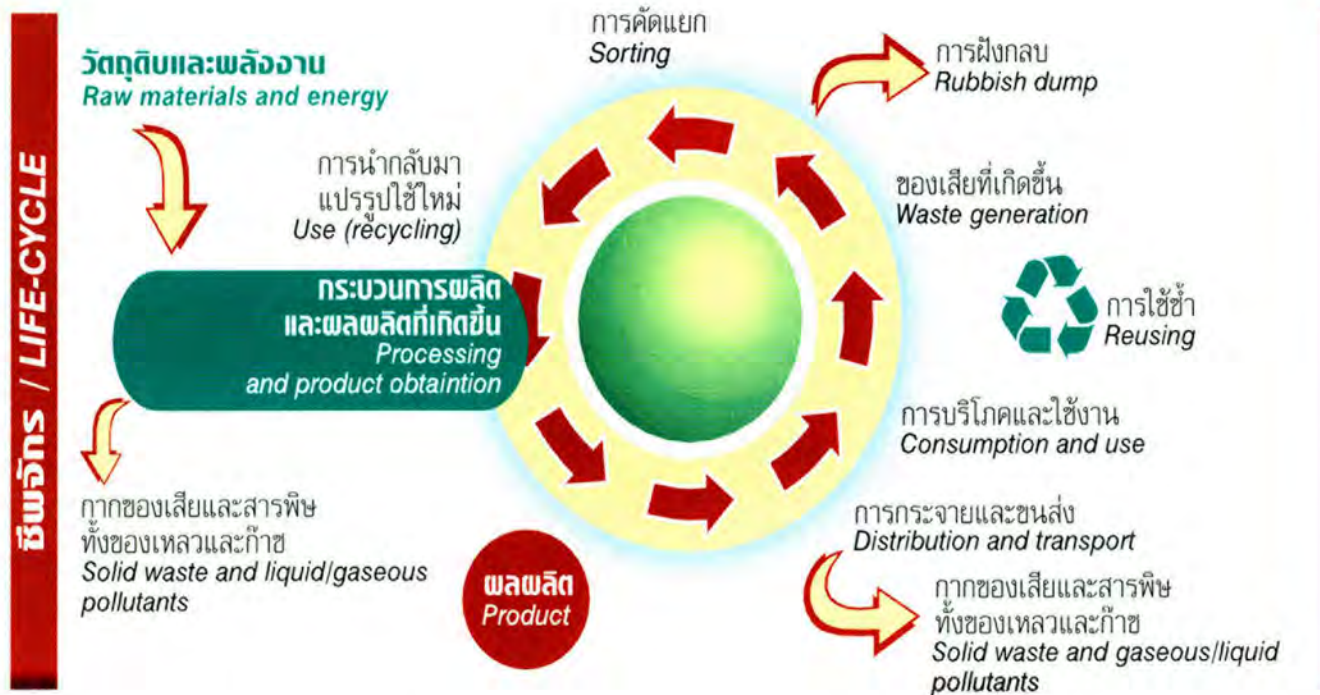 ชีพจักร / LIFE-CYCLE
วัตถุดิบและพลังงาน
Raw materials and energy
การคัดแยก
Sorting
การฝังกลบ
Rubbish dump
การนำกลับมา
แปรรูปใช้ใหม่
Use (recycling)
ของเสียที่เกิดขึ้น
Waste generation
กระบวนการผลิต
และผลผลิตที่เกิดขึ้น
Processing
and product obtaintion
การใช้ซ้ำ
Reusing
การบริโภคและใช้งาน
Consumption and use
กากของเสียและสารพิษ
ทั้งของเหลวและก๊าซ
Solid waste and liquid/gaseous
pollutants
ผลผลิต
Product
การกระจายและขนส่ง
Distribution and transport
กากของเสียและสารพิษ
ทั้งของเหลวและก๊าซ
Solid waste and gaseous/liquid
pollutants